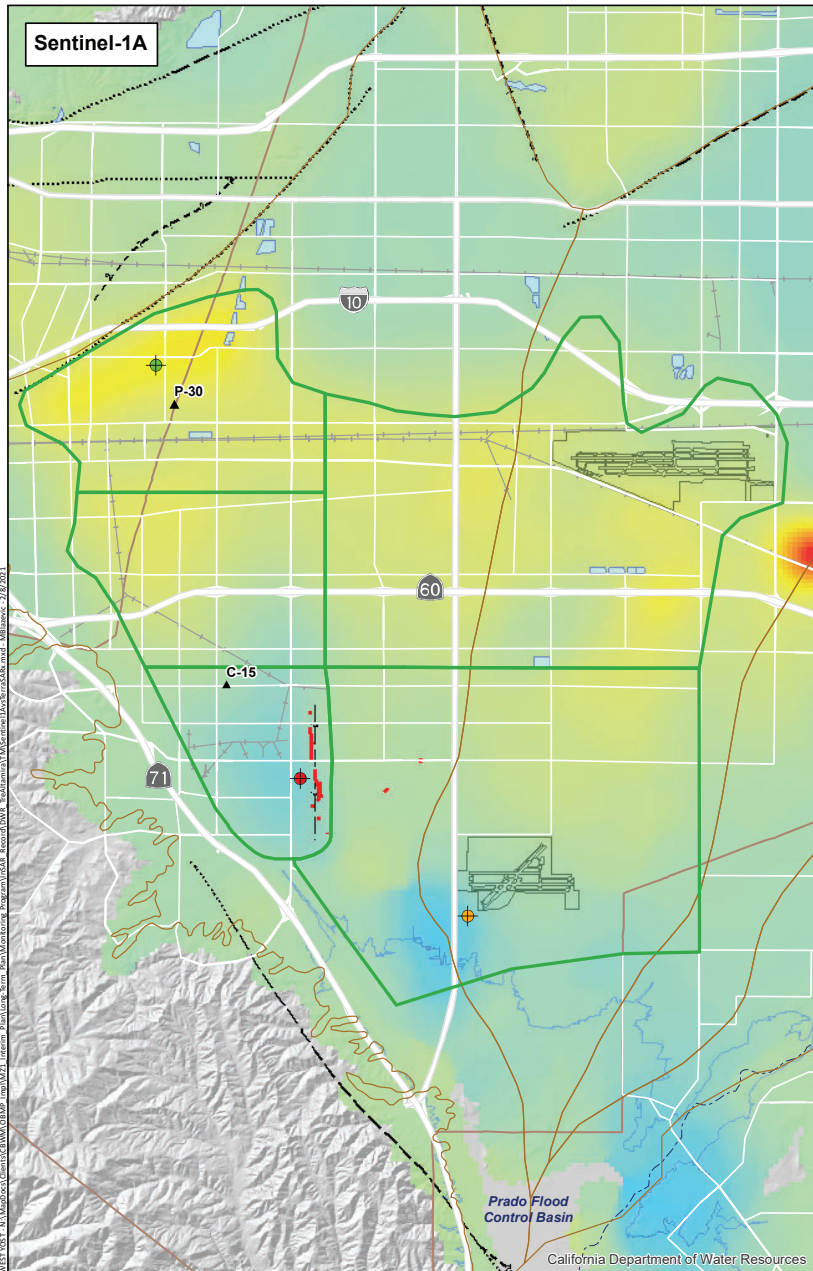 Sentinel-1A
10
P-30
60
C-15
71
Prado Flood
Control Basin
California Department of Water Resources